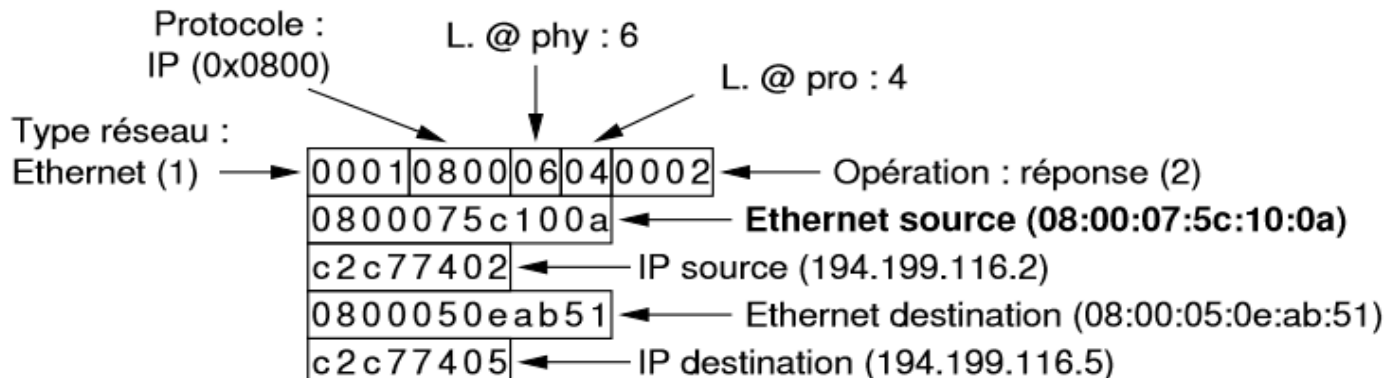 Protocole :
IP (0x0800)
L. @ phy : 6
L. @ pro : 4
Type réseau :
Ethernet (1)
0001 0800 06 04 0002
Opération : réponse (2)
0800075c100a
Ethernet source (08:00:07:5c:10:0a)
c2c77402
IP source (194.199.116.2)
0800050eab51
Ethernet destination (08:00:05:0e:ab:51)
c2c77405
IP destination (194.199.116.5)